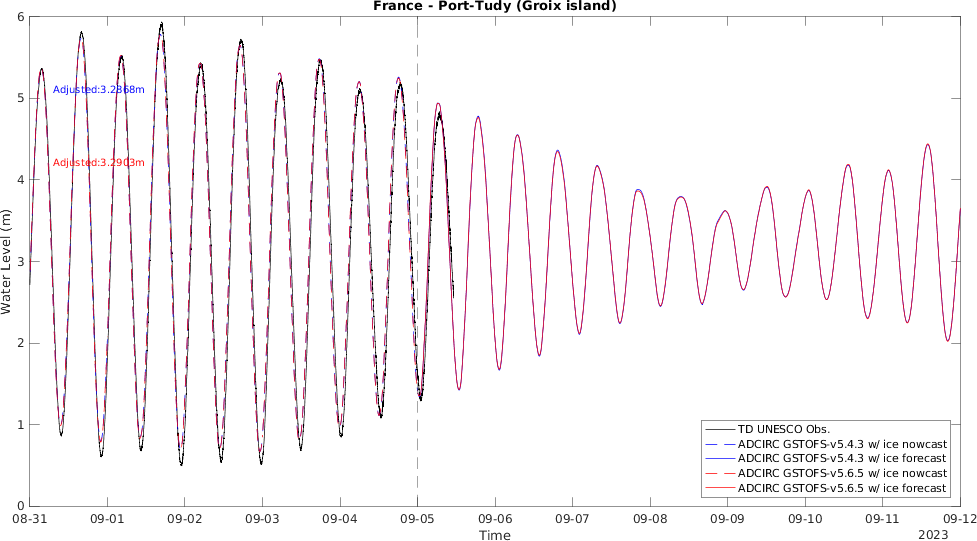 France - Port-Tudy (Groix island)
6
5
4
3
2
1
0
Water Level (m)
Adjusted:3.2868m
Adjusted:3.2903m
TD UNESCO Obs.
ADCIRC GSTOFS-v5.4.3 w/ ice nowcast
ADCIRC GSTOFS-v5.4.3 w/ ice forecast
ADCIRC GSTOFS-v5.6.5 w/ ice nowcast
ADCIRC GSTOFS-v5.6.5 w/ ice forecast
08-31 09-01 09-02 09-03 09-04 09-05 09-06 09-07 09-08 09-09 09-10 09-11 09-12
Time
2023